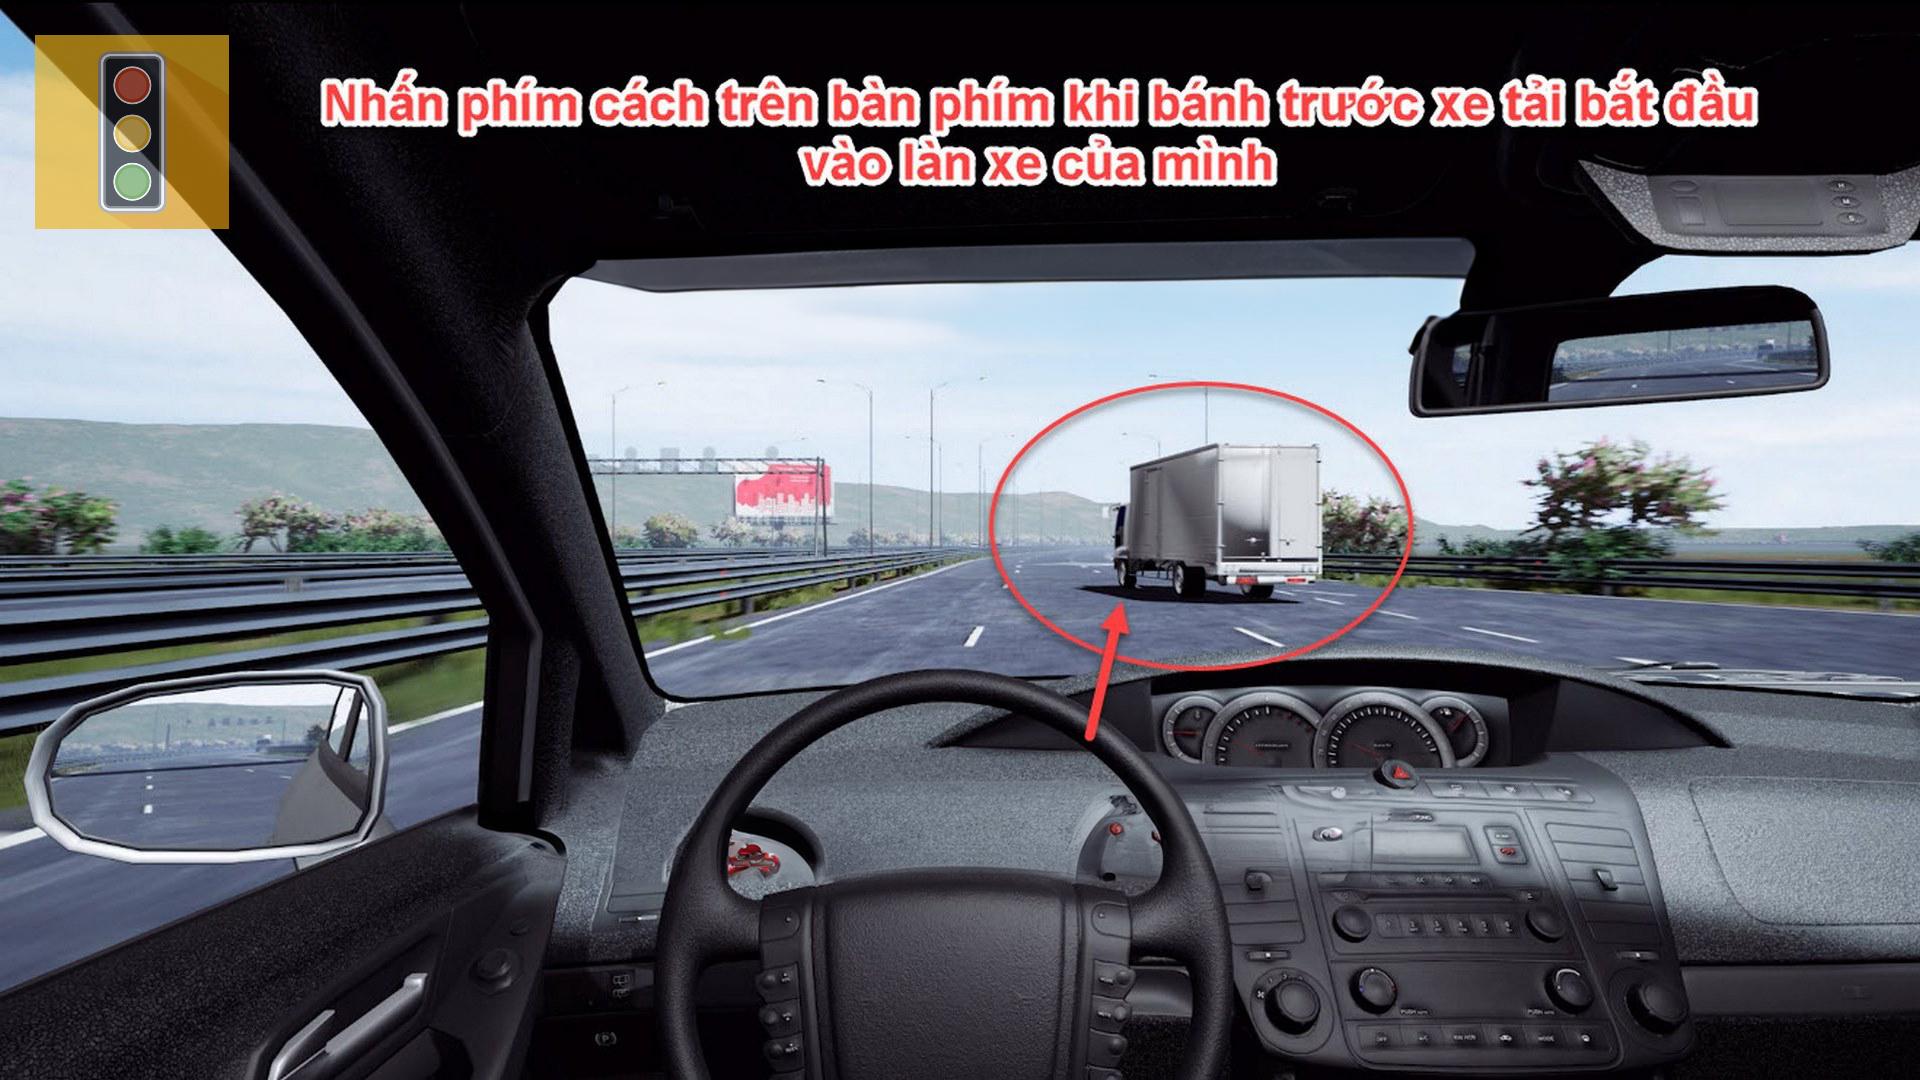 Nhấn phím cách trên bàn phím khi bánh trước xe tải bắt đầu
vào làn xe của mình